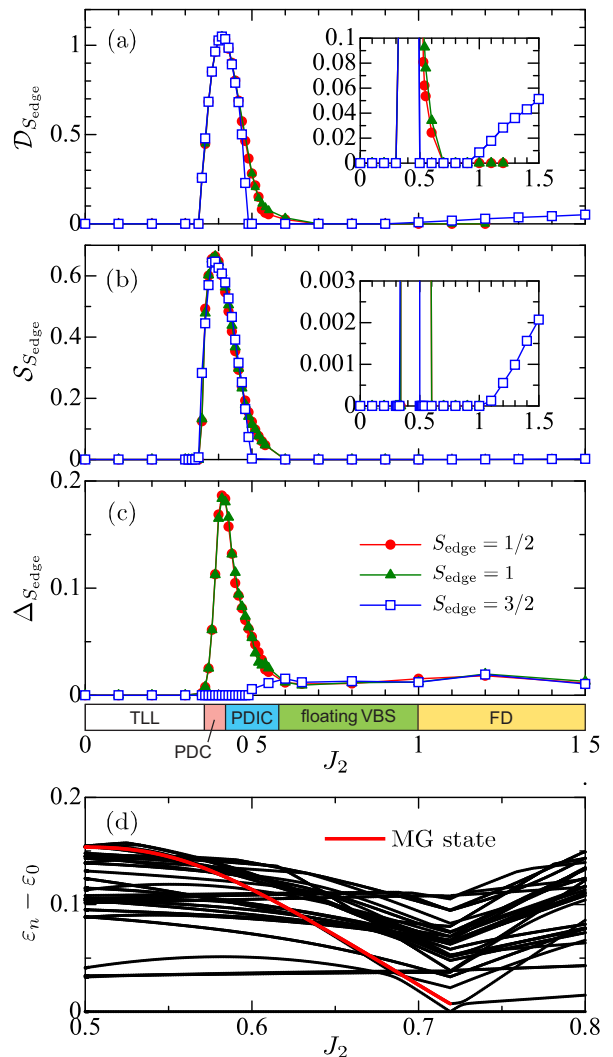 (a)
𝒟_{S_edge}
1
0.5
0
0.1
0.08
0.06
0.04
0.02
0
0 0.5 1 1.5
(b)
𝒮_{S_edge}
0.6
0.4
0.2
0
0.003
0.002
0.001
0
0 0.5 1 1.5
(c)
Δ_{S_edge}
0.2
0.1
0
S_edge = 1/2
S_edge = 1
S_edge = 3/2
TLL PDIC floating VBS FD
0 PDC 0 5 1 1 5
J_2
(d)
ε_n − ε_0
0.2
0.1
0
MG state
0.5 0.6 0.7 0.8
J_2